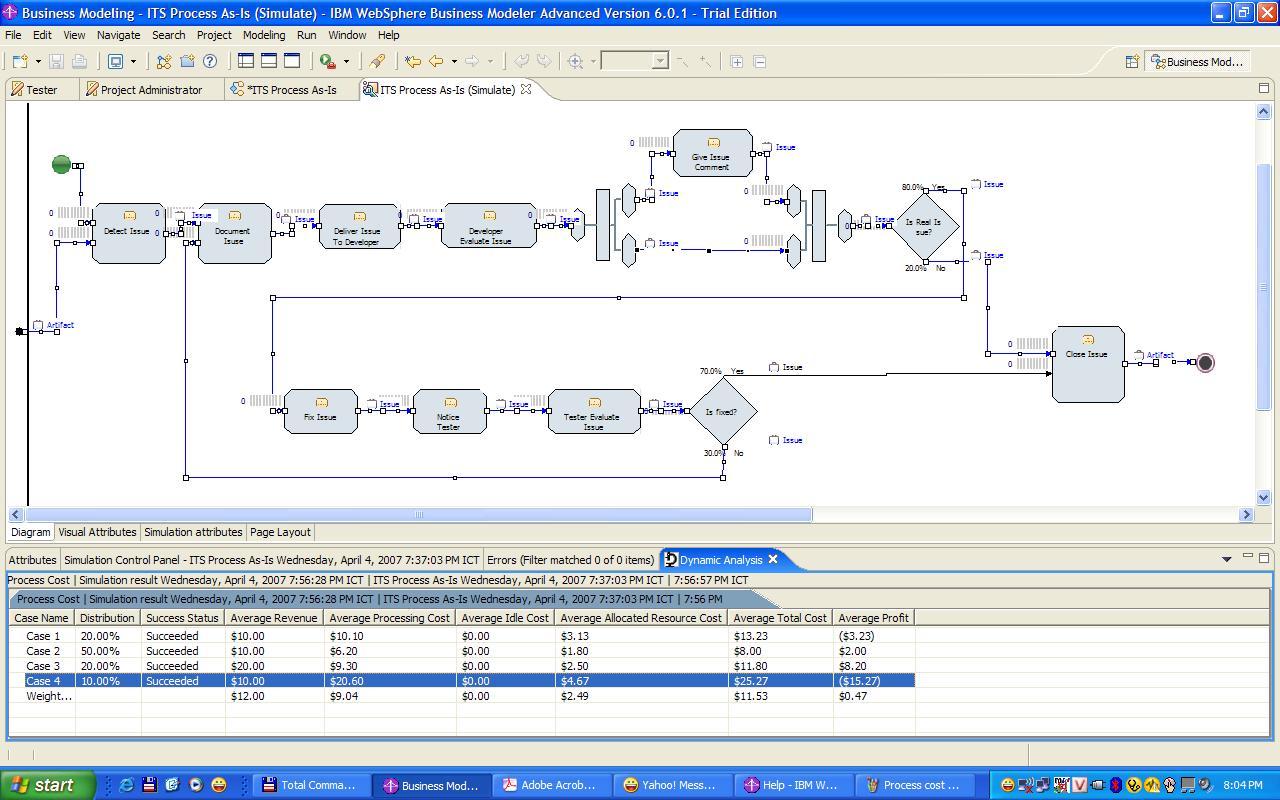 Business Modeling - ITS Process As-Is (Simulate) - IBM WebSphere Business Modeler Advanced Version 6.0.1 - Trial Edition
File Edit View Navigate Search Project Modeling Run Window Help
Business Mod...
Tester Project Administrator *ITS Process As-Is ITS Process As-Is (Simulate)
0 Give Issue Comment Issue
80.0% Yes Issue
0 Issue 0
0 Detect Issue 0 Issue Document Isuse 0 Issue Deliver Issue To Developer 0 Issue Developer Evaluate Issue 0 Issue Issue Is Real Is sue?
0 0
Issue 0
20.0% No Issue
Artifact
0 Close Issue
0 Artifact
70.0% Yes Issue
0 Fix Issue Issue Notice Tester Issue Tester Evaluate Issue Issue Is fixed?
30.0% No Issue
Diagram Visual Attributes Simulation attributes Page Layout
Attributes Simulation Control Panel - ITS Process As-Is Wednesday, April 4, 2007 7:37:03 PM ICT Errors (Filter matched 0 of 0 items) Dynamic Analysis
Process Cost | Simulation result Wednesday, April 4, 2007 7:56:28 PM ICT | ITS Process As-Is Wednesday, April 4, 2007 7:37:03 PM ICT | 7:56:57 PM ICT
Process Cost | Simulation result Wednesday, April 4, 2007 7:56:28 PM ICT | ITS Process As-Is Wednesday, April 4, 2007 7:37:03 PM ICT | 7:56 PM
Case Name Distribution Success Status Average Revenue Average Processing Cost Average Idle Cost Average Allocated Resource Cost Average Total Cost Average Profit
Case 1 20.00% Succeeded $10.00 $10.10 $0.00 $3.13 $13.23 ($3.23)
Case 2 50.00% Succeeded $10.00 $6.20 $0.00 $1.80 $8.00 $2.00
Case 3 20.00% Succeeded $20.00 $9.30 $0.00 $2.50 $11.80 $8.20
Case 4 10.00% Succeeded $10.00 $20.60 $0.00 $4.67 $25.27 ($15.27)
Weight... $12.00 $9.04 $0.00 $2.49 $11.53 $0.47
start Total Comma... Business Mod... Adobe Acrob... Yahoo! Mess... Help - IBM W... Process cost ... 8:04 PM